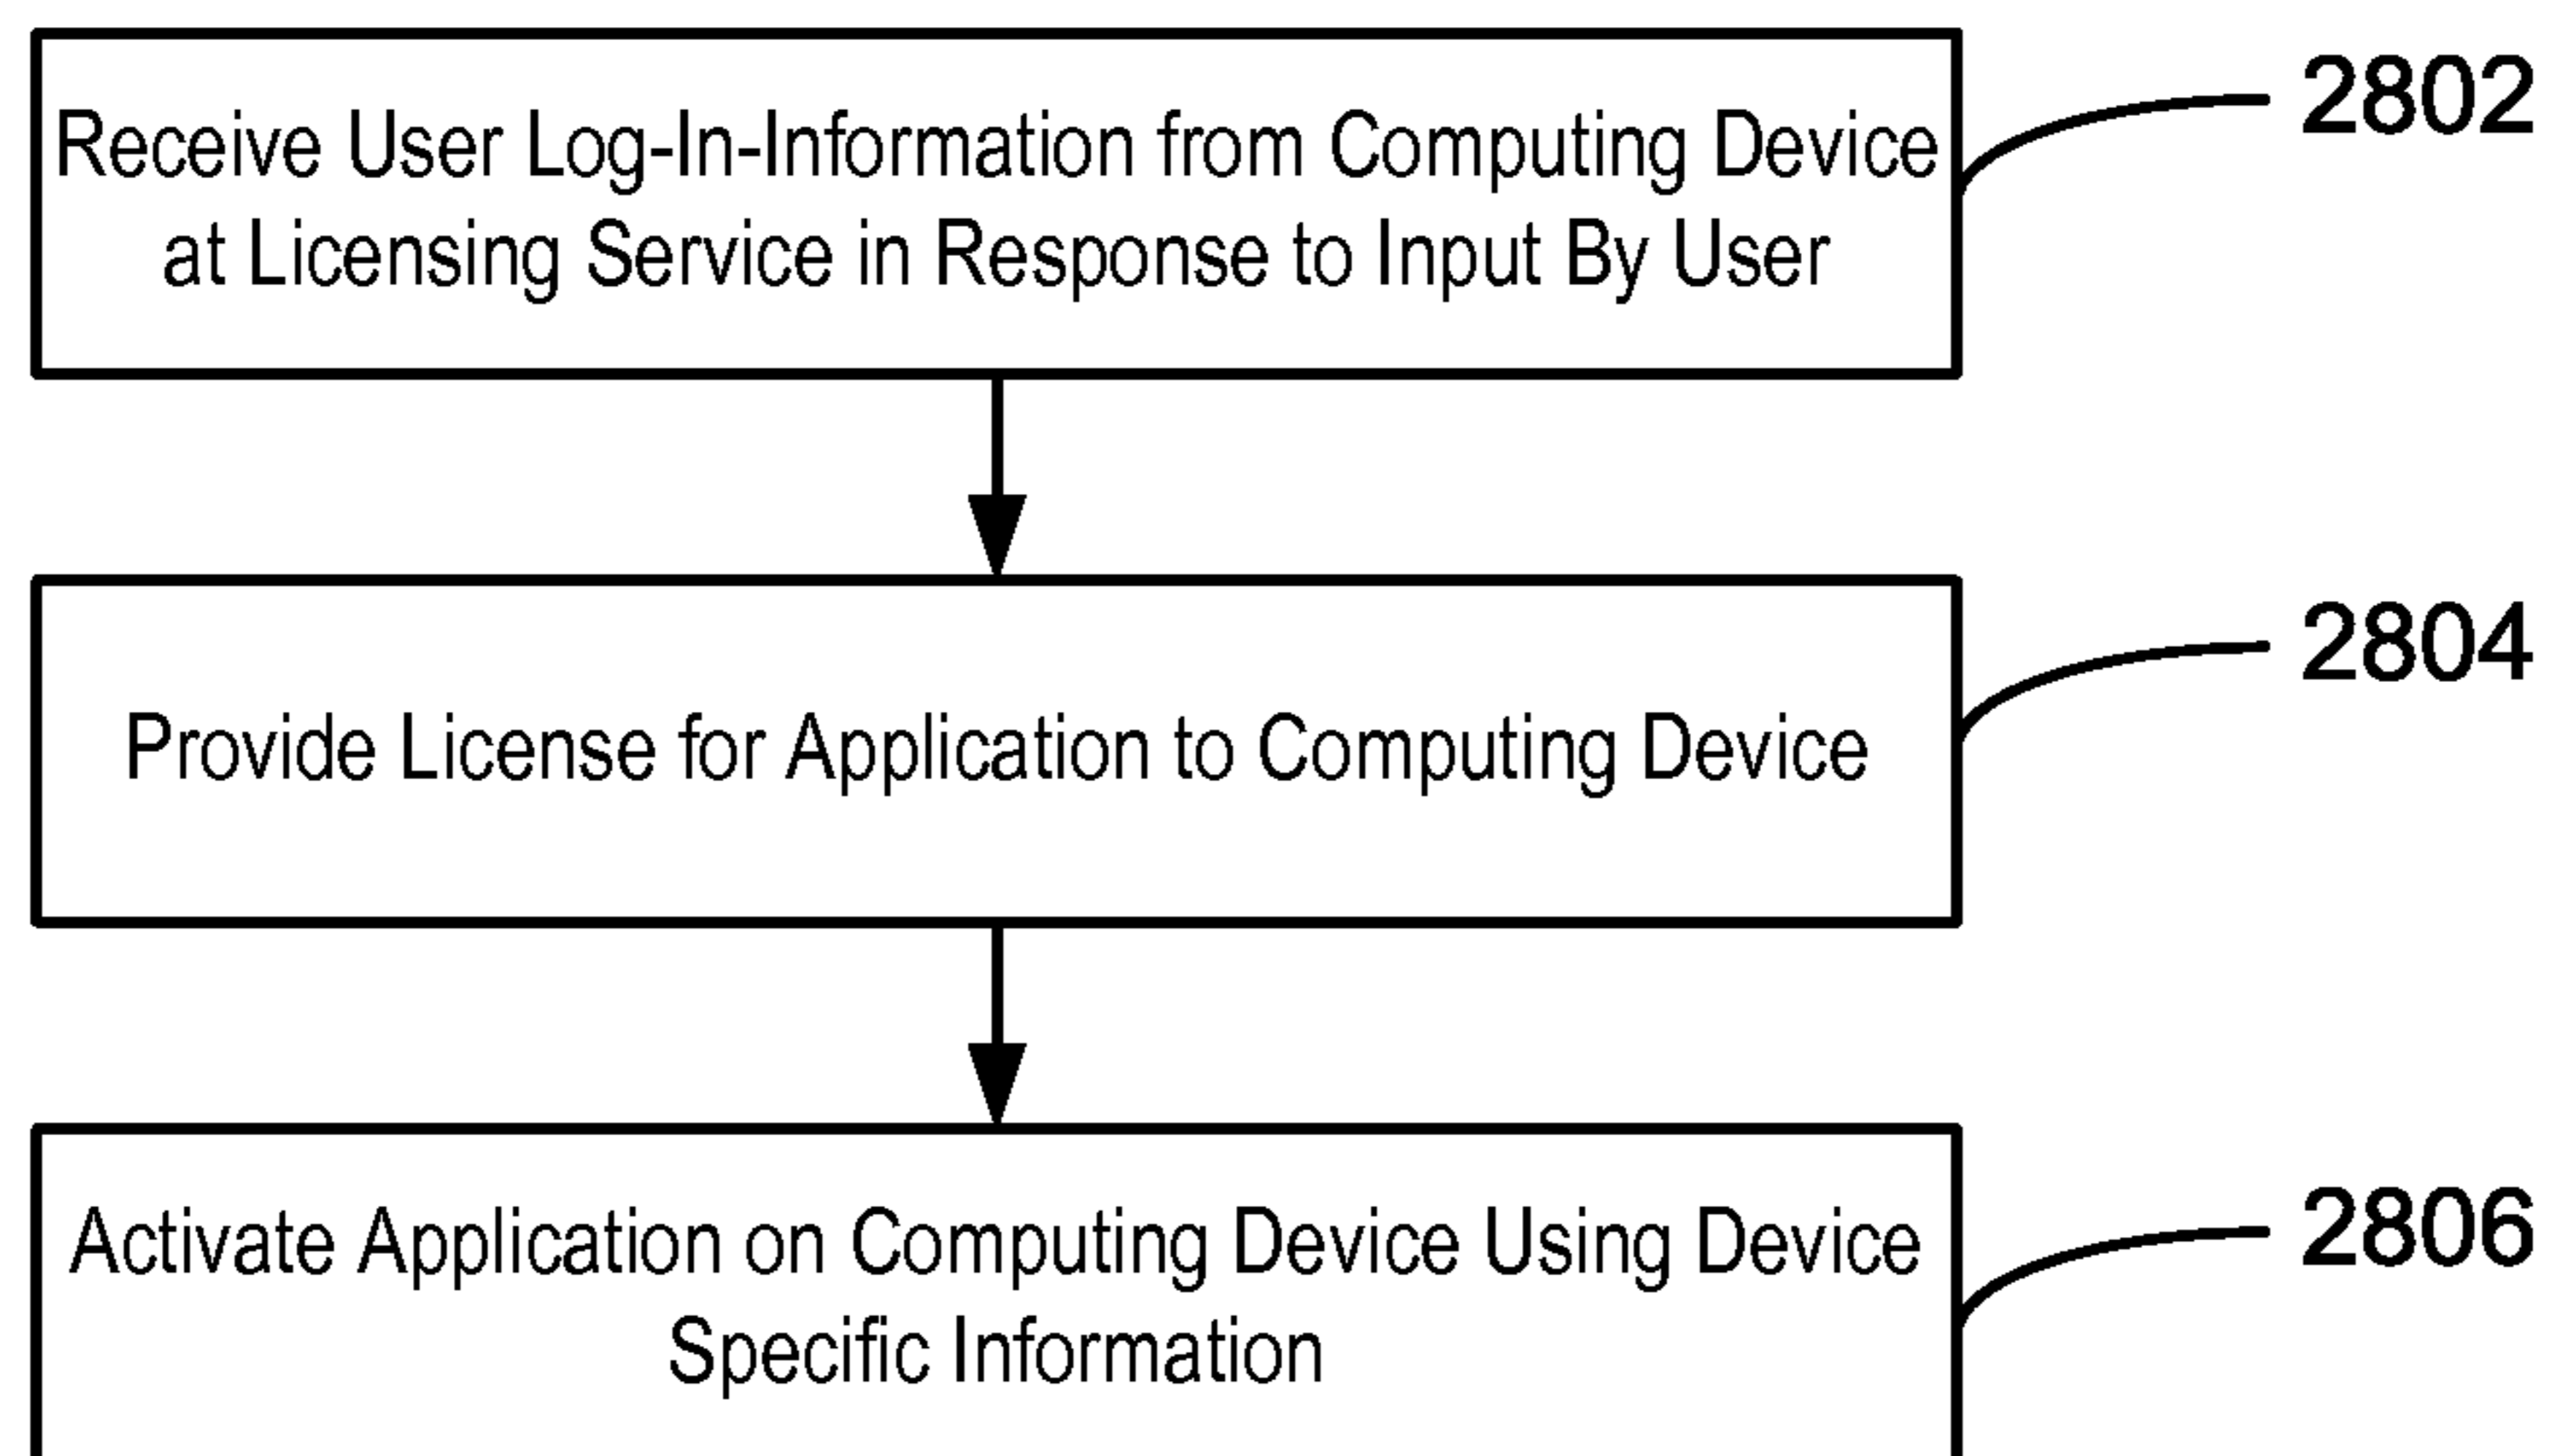 Receive User Log-In-Information from Computing Device
at Licensing Service in Response to Input By User
2802
Provide License for Application to Computing Device
2804
Activate Application on Computing Device Using Device
Specific Information
2806